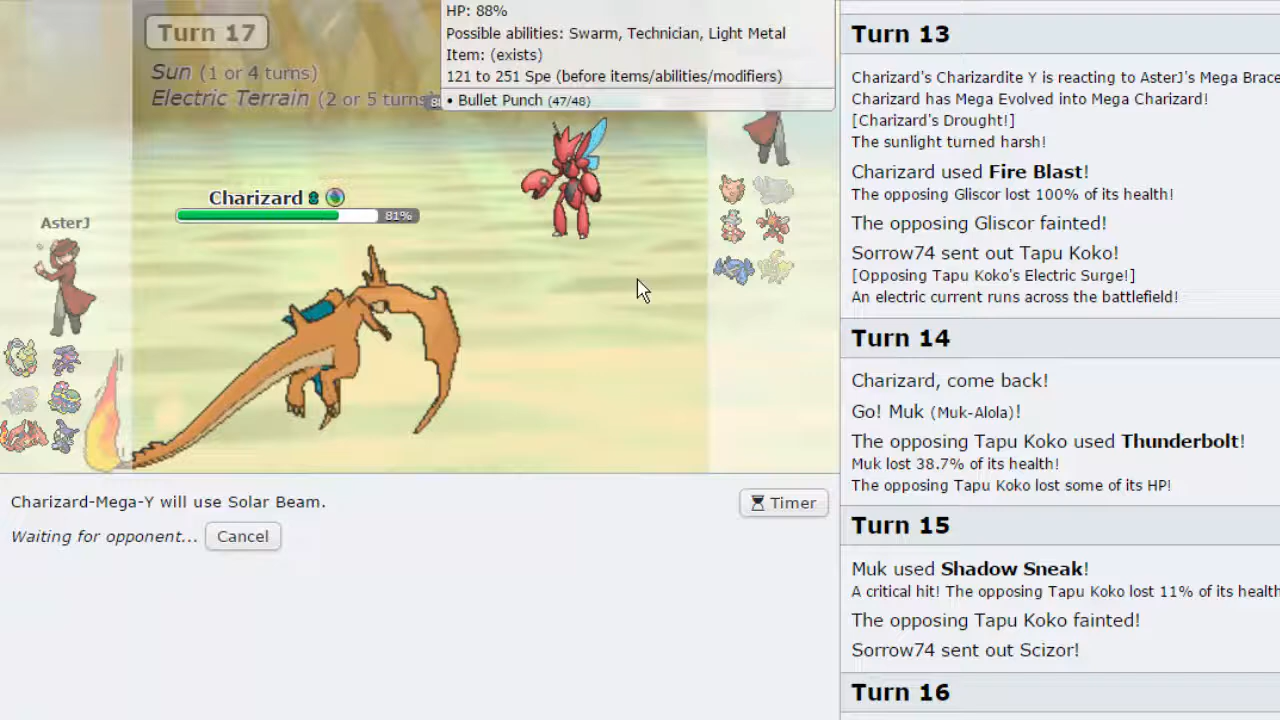 Turn 17
Sun (1 or 4 turns)
Electric Terrain (2 or 5 turns
HP: 88%
Possible abilities: Swarm, Technician, Light Metal
Item: (exists)
121 to 251 Spe (before items/abilities/modifiers)
• Bullet Punch (47/48)
Charizard
81%
AsterJ
Charizard-Mega-Y will use Solar Beam.
Timer
Waiting for opponent...
Cancel
Turn 13
Charizard's Charizardite Y is reacting to AsterJ's Mega Brace
Charizard has Mega Evolved into Mega Charizard!
[Charizard's Drought!]
The sunlight turned harsh!
Charizard used Fire Blast!
The opposing Gliscor lost 100% of its health!
The opposing Gliscor fainted!
Sorrow74 sent out Tapu Koko!
[Opposing Tapu Koko's Electric Surge!]
An electric current runs across the battlefield!
Turn 14
Charizard, come back!
Go! Muk (Muk-Alola)!
The opposing Tapu Koko used Thunderbolt!
Muk lost 38.7% of its health!
The opposing Tapu Koko lost some of its HP!
Turn 15
Muk used Shadow Sneak!
A critical hit! The opposing Tapu Koko lost 11% of its health
The opposing Tapu Koko fainted!
Sorrow74 sent out Scizor!
Turn 16